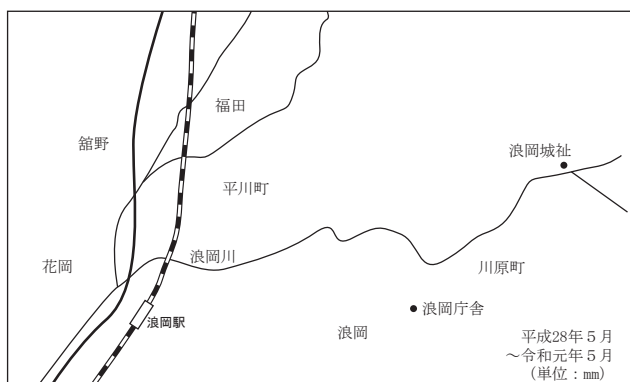 福田
舘野
浪岡城祉
平川町
浪岡川
花岡
川原町
浪岡庁舎
浪岡駅
浪岡
平成28年５月
～令和元年５月
（単位：mm）